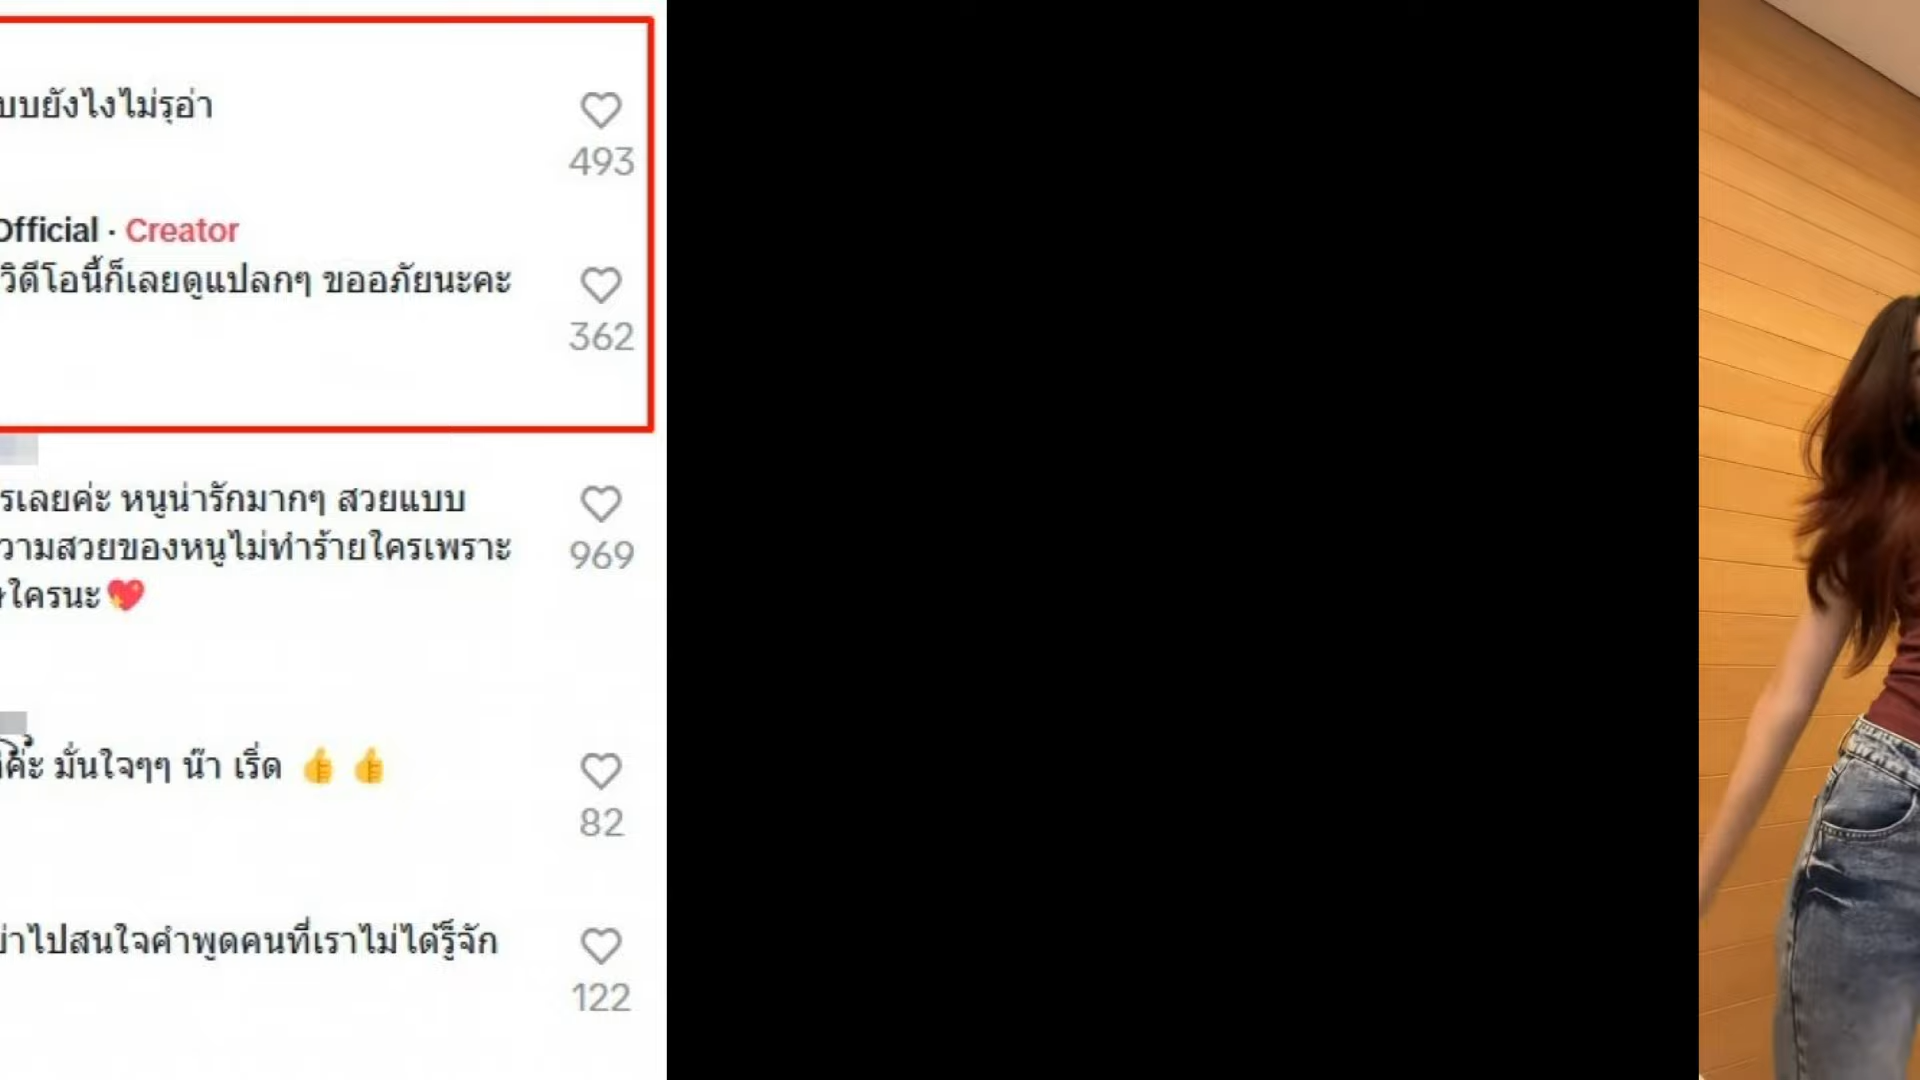 บบยังไงไม่รุอ่า
493
Official · Creator
วิดีโอนี้ก็เลยดูแปลกๆ ขออภัยนะคะ
362
รเลยค่ะ หนูน่ารักมากๆ สวยแบบ
วามสวยของหนูไม่ทำร้ายใครเพราะ
969
ใครนะ💖
มั่นใจๆๆ น๊า เริ่ด 👍 👍
82
ย่าไปสนใจคำพูดคนที่เราไม่ได้รู้จัก
122